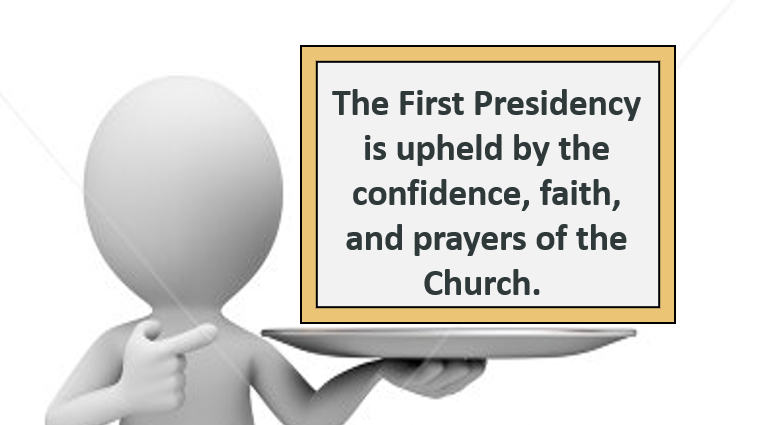 The First Presidency
is upheld by the
confidence, faith,
and prayers of the
Church.